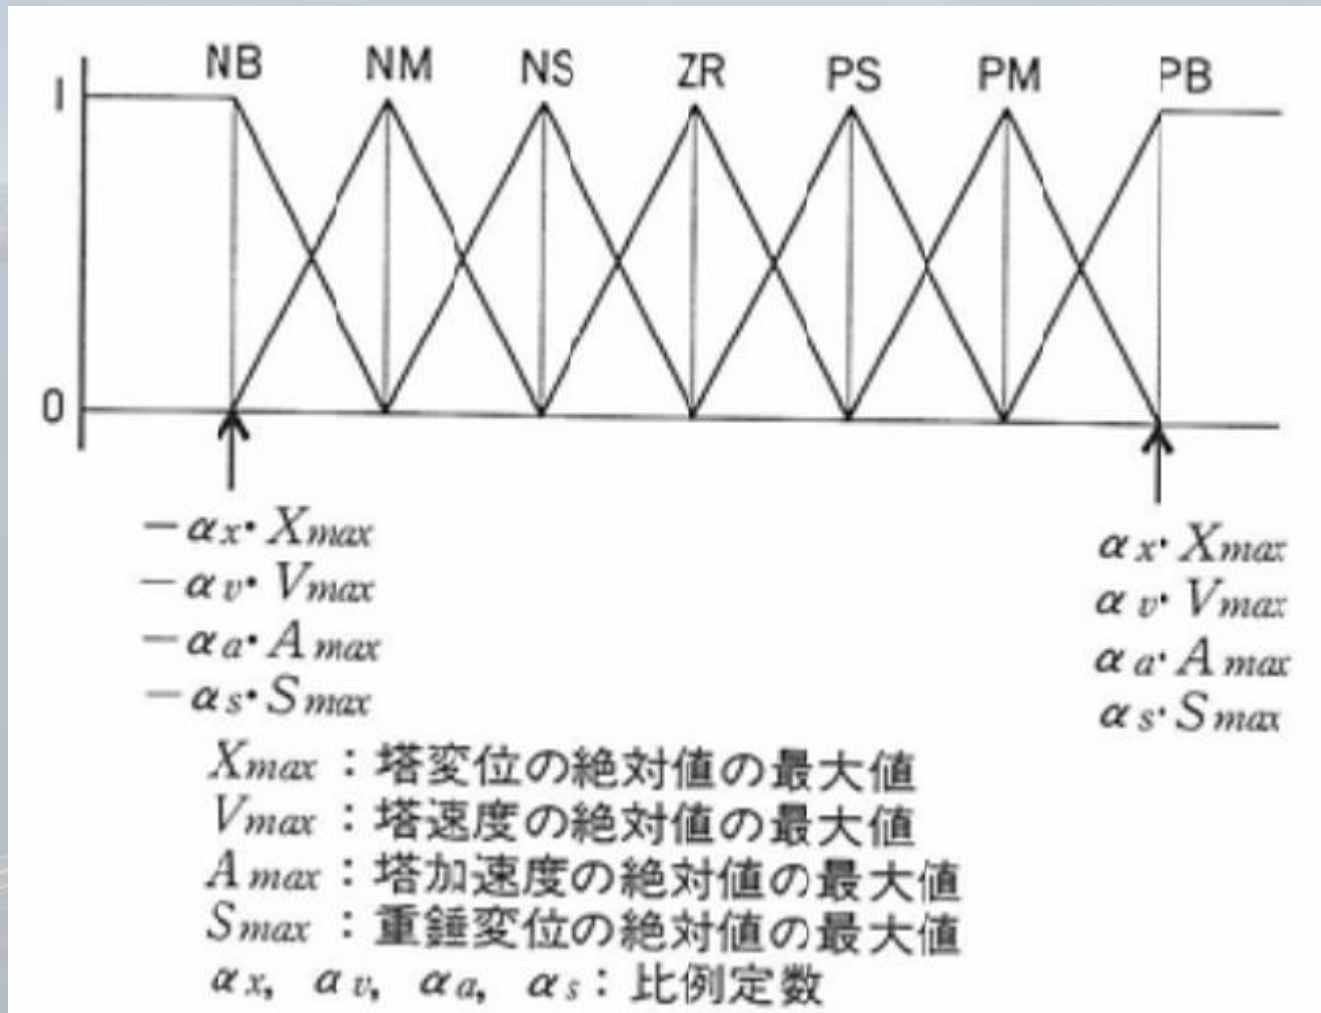 NB NM NS ZR PS PM PB
1
0
−αx・Xmax αx・Xmax
−αv・Vmax αv・Vmax
−αa・Amax αa・Amax
−αs・Smax αs・Smax
Xmax：塔変位の絶対値の最大値
Vmax：塔速度の絶対値の最大値
Amax：塔加速度の絶対値の最大値
Smax：重錘変位の絶対値の最大値
αx, αv, αa, αs：比例定数